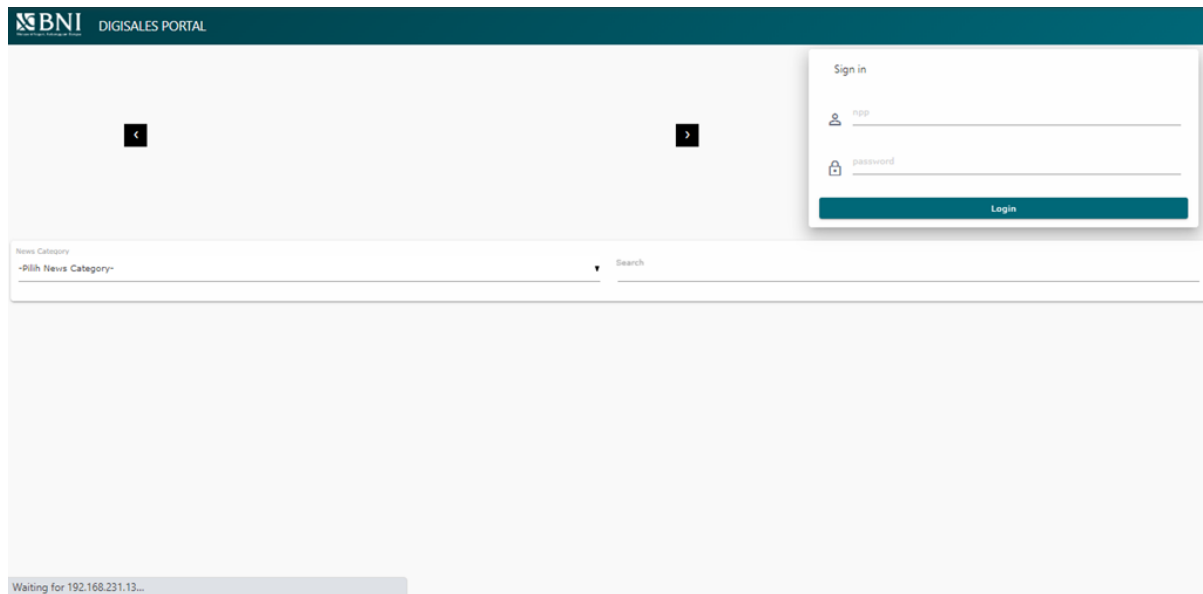 BNI
DIGISALES PORTAL
Sign in
npp
password
Login
News Category
-Pilih News Category-
Search
Waiting for 192.168.231.13...